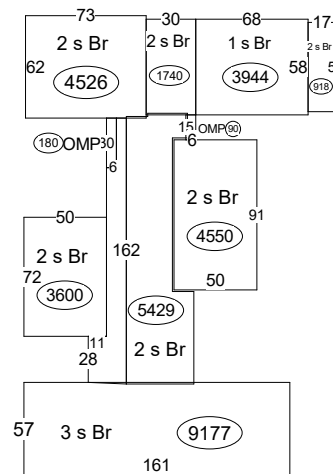 73 30 68 17
2 s Br 2 s Br 1 s Br 2 s Br
62 4526 1740 3944 58 918 5
180 OMP 30 15 OMP 90
6 6
2 s Br
50 162 4550 91
2 s Br
72 3600 50
5429
11
28 2 s Br
57 3 s Br 9177
161